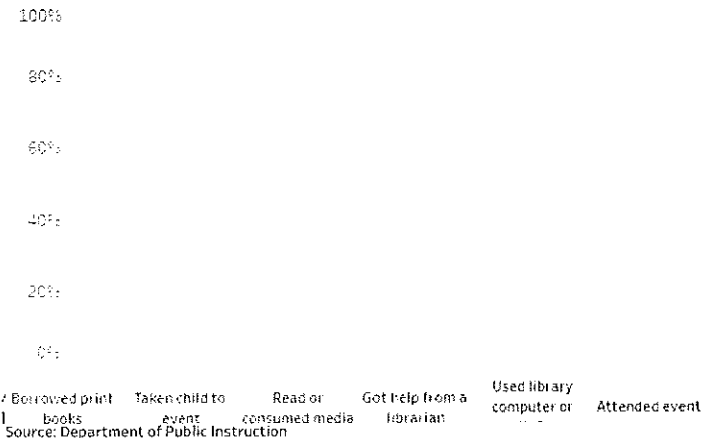 100%
80%
60%
40%
20%
0%
Borrowed print books
Taken child to event
Read or consumed media
Got help from a librarian
Used library computer or
Attended event
Source: Department of Public Instruction